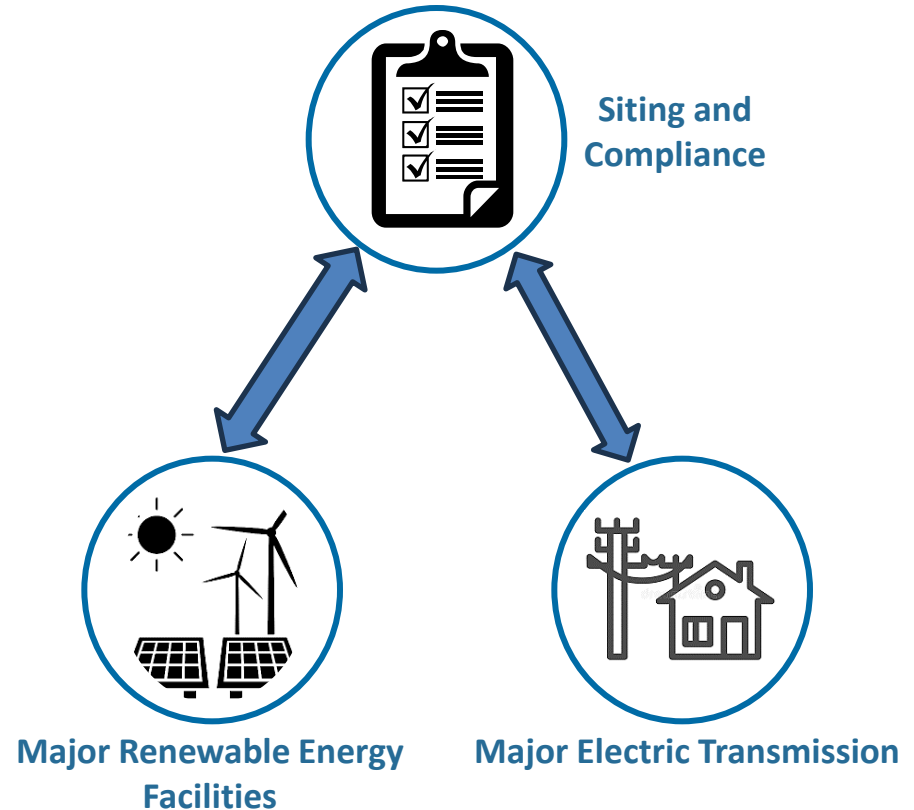 Siting and
Compliance
Major Renewable Energy
Facilities
Major Electric Transmission